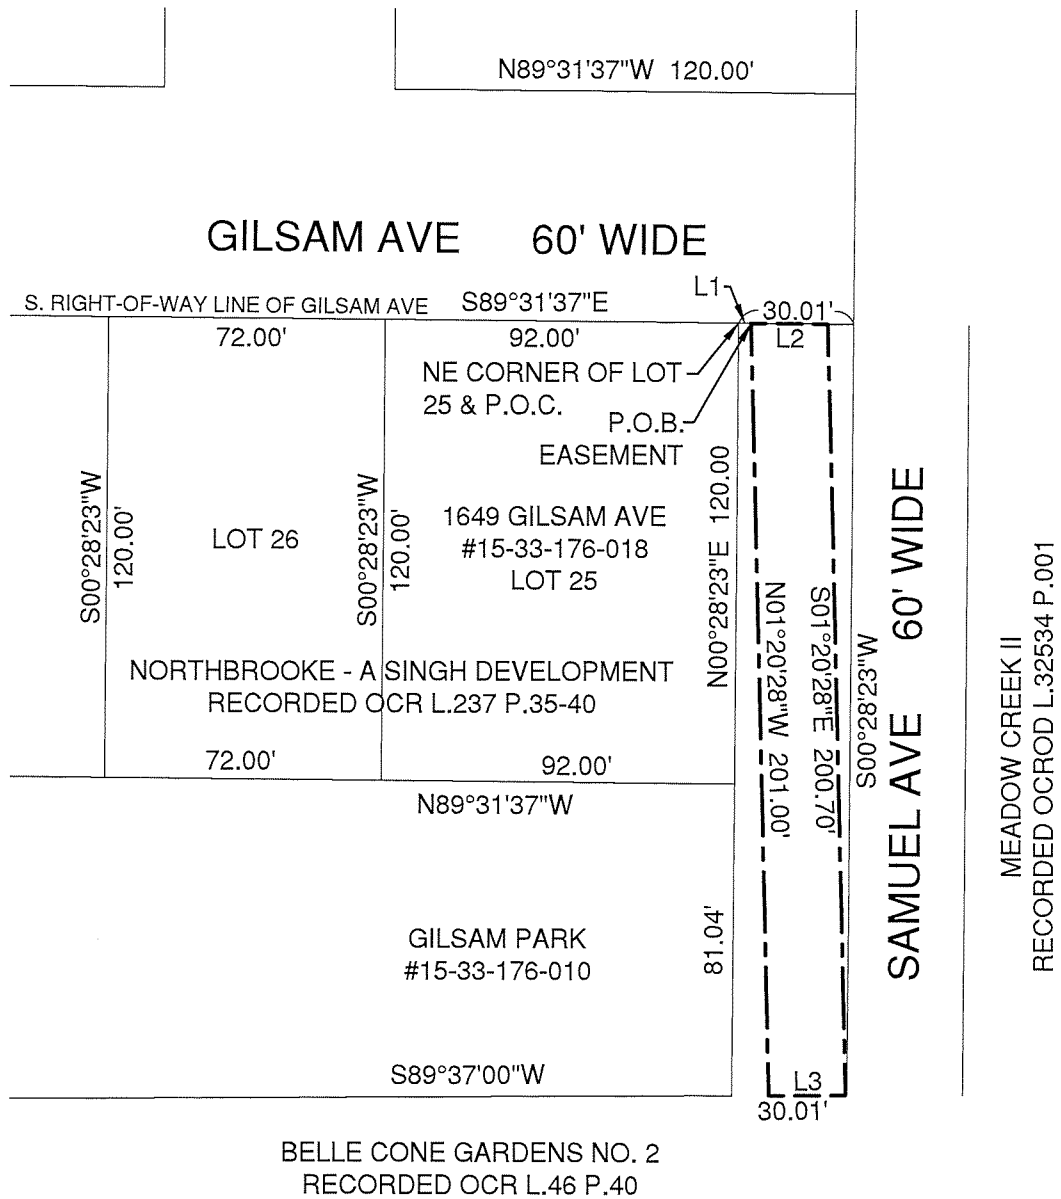 N89°31'37"W 120.00'
GILSAM AVE 60' WIDE
S. RIGHT-OF-WAY LINE OF GILSAM AVE S89°31'37"E
L1
30.01'
72.00'
92.00'
L2
NE CORNER OF LOT
25 & P.O.C.
P.O.B.
EASEMENT
S00°28'23"W
120.00'
LOT 26
S00°28'23"W
120.00'
1649 GILSAM AVE
#15-33-176-018
LOT 25
N00°28'23"E 120.00
N01°20'28"W 201.00'
S01°20'28"E 200.70'
S00°28'23"W
SAMUEL AVE 60' WIDE
MEADOW CREEK II
RECORDED OCROD L.32534 P.001
NORTHBROOKE - A SINGH DEVELOPMENT
RECORDED OCR L.237 P.35-40
72.00'
92.00'
N89°31'37"W
GILSAM PARK
#15-33-176-010
81.04'
S89°37'00"W
L3
30.01'
BELLE CONE GARDENS NO. 2
RECORDED OCR L.46 P.40